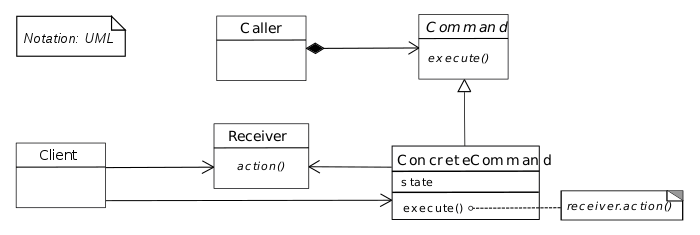 Notation: UML
Caller
Command
execute()
Client
Receiver
action()
ConcreteCommand
state
execute()
receiver.action()